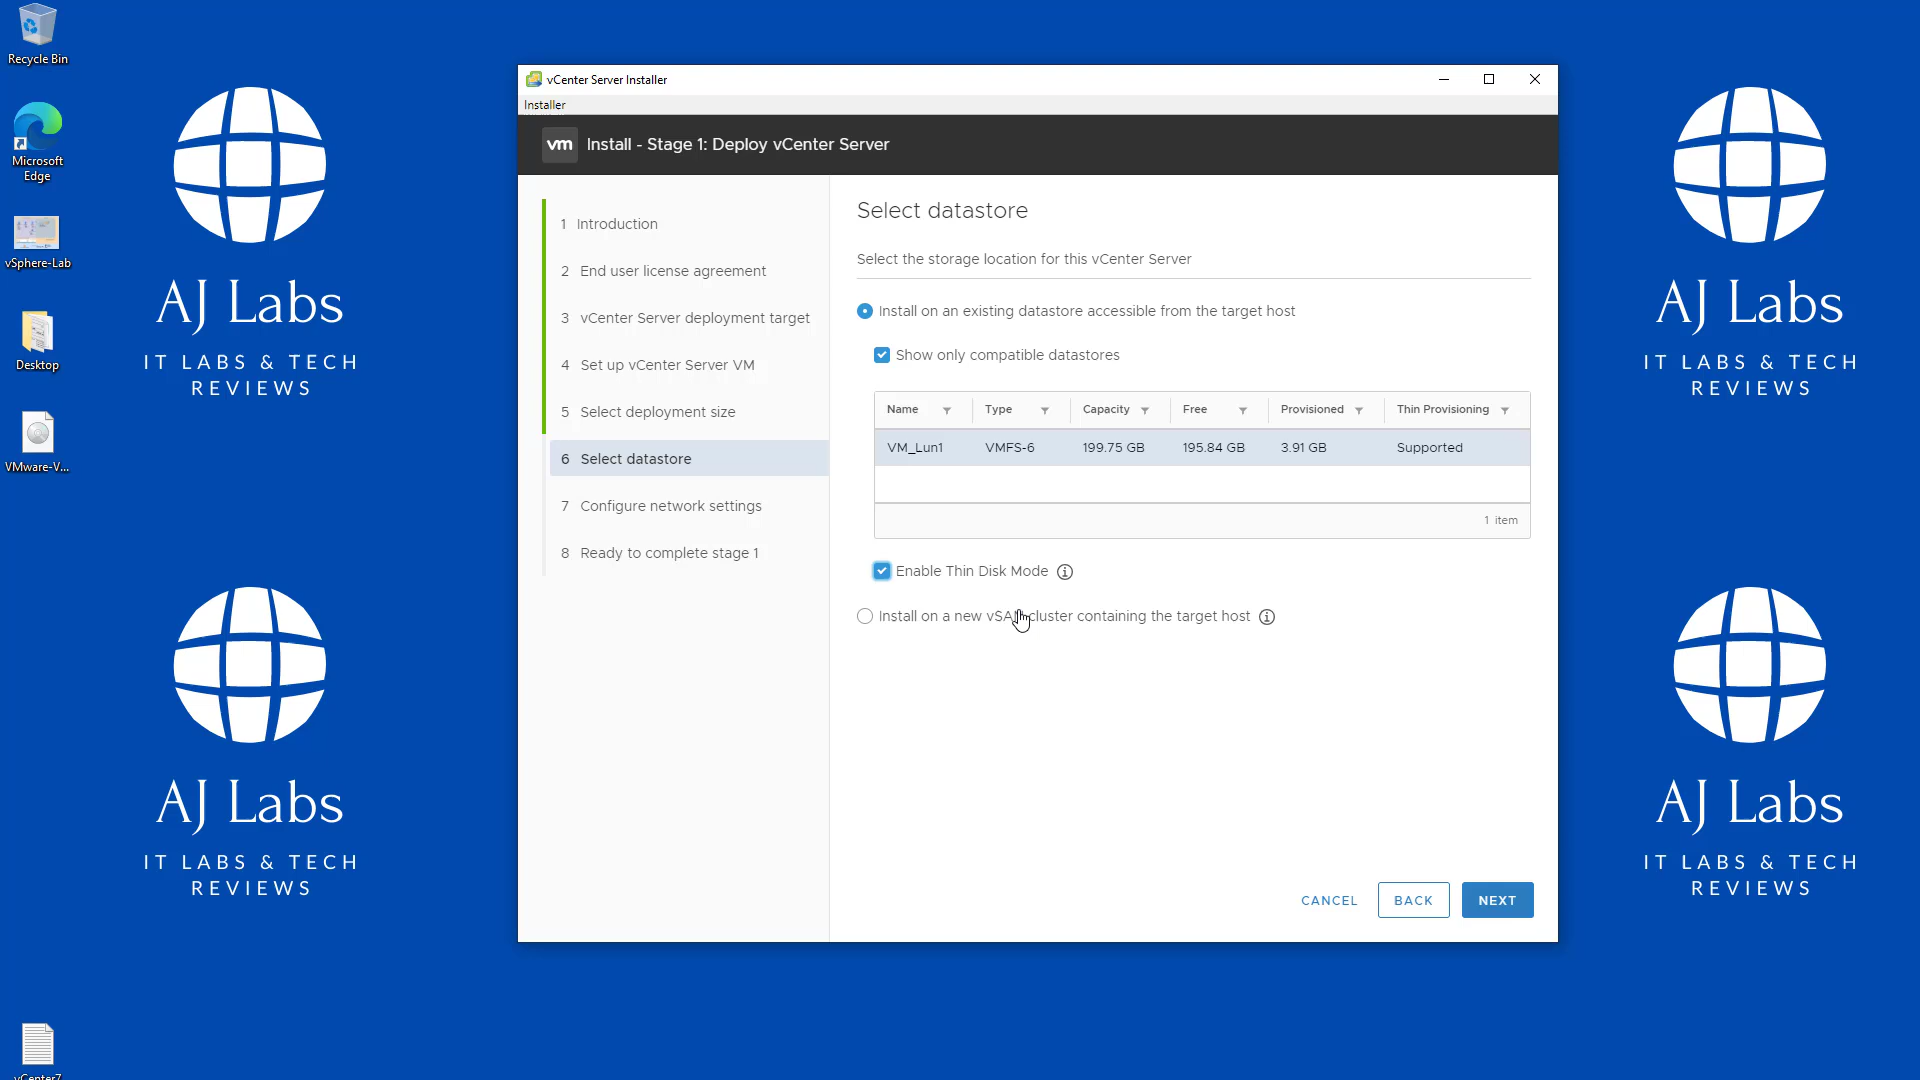 Recycle Bin
Microsoft
Edge
vSphere-Lab
Desktop
VMware-V...
vCenter7
AJ Labs
IT LABS & TECH
REVIEWS
AJ Labs
IT LABS & TECH
REVIEWS
vCenter Server Installer
Installer
vm Install - Stage 1: Deploy vCenter Server
1 Introduction
2 End user license agreement
3 vCenter Server deployment target
4 Set up vCenter Server VM
5 Select deployment size
6 Select datastore
7 Configure network settings
8 Ready to complete stage 1
Select datastore
Select the storage location for this vCenter Server
Install on an existing datastore accessible from the target host
Show only compatible datastores
Name Type Capacity Free Provisioned Thin Provisioning
VM_Lun1 VMFS-6 199.75 GB 195.84 GB 3.91 GB Supported
1 item
Enable Thin Disk Mode
Install on a new vSAN cluster containing the target host
CANCEL BACK NEXT
AJ Labs
IT LABS & TECH
REVIEWS
AJ Labs
IT LABS & TECH
REVIEWS